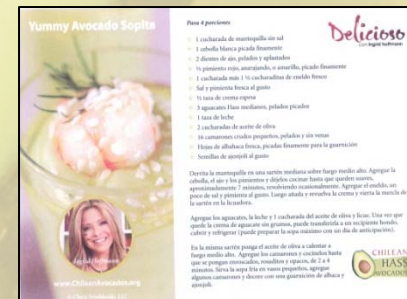 Yummy Avocado Sopita
Para 4 porciones
1 cucharada de mantequilla sin sal
1 cebolla blanca picada finamente
2 dientes de ajo, pelados y aplastados
½ pimiento rojo, anaranjado, o amarillo, picado finamente
1 cucharada más 1 ½ cucharaditas de eneldo fresco
Sal y pimienta fresca al gusto
½ taza de crema espesa
3 aguacates Hass medianos, pelados picados
1 taza de leche
2 cucharadas de aceite de oliva
16 camarones crudos pequeños, pelados y sin venas
Hojas de albahaca fresca, picadas finamente para la guarnición
Semillas de ajonjolí al gusto
Delicioso
con Ingrid Hoffmann
Derrita la mantequilla en una sartén mediana sobre fuego medio alto. Agregue la
cebolla, el ajo y los pimientos y déjelos cocinar hasta que queden suaves,
aproximadamente 7 minutos, revolviendo ocasionalmente. Agregue el eneldo, un
poco de sal y pimienta al gusto. Luego añada y revuelva la crema y vierta la mezcla de
la sartén en la licuadora.
Agregue los aguacates, la leche y 1 cucharada del aceite de oliva y licue. Una vez que
quede la crema de aguacate sin grumos, puede transferirla a un recipiente hondo,
cubrir y refrigerar (puede preparar la sopa máximo con un día de anticipación).
En la misma sartén ponga el aceite de oliva a calentar a
fuego medio alto. Agregue los camarones y cocínelos hasta
que se pongan enroscados, rosaditos y opacos, de 2 a 4
minutos. Sirva la sopa fría en vasos pequeños, agregue
algunos camarones y decore con una guarnición de albaca y
ajonjolí.
CHILEAN
HASS
AVOCADOS
www.ChileanAvocados.org